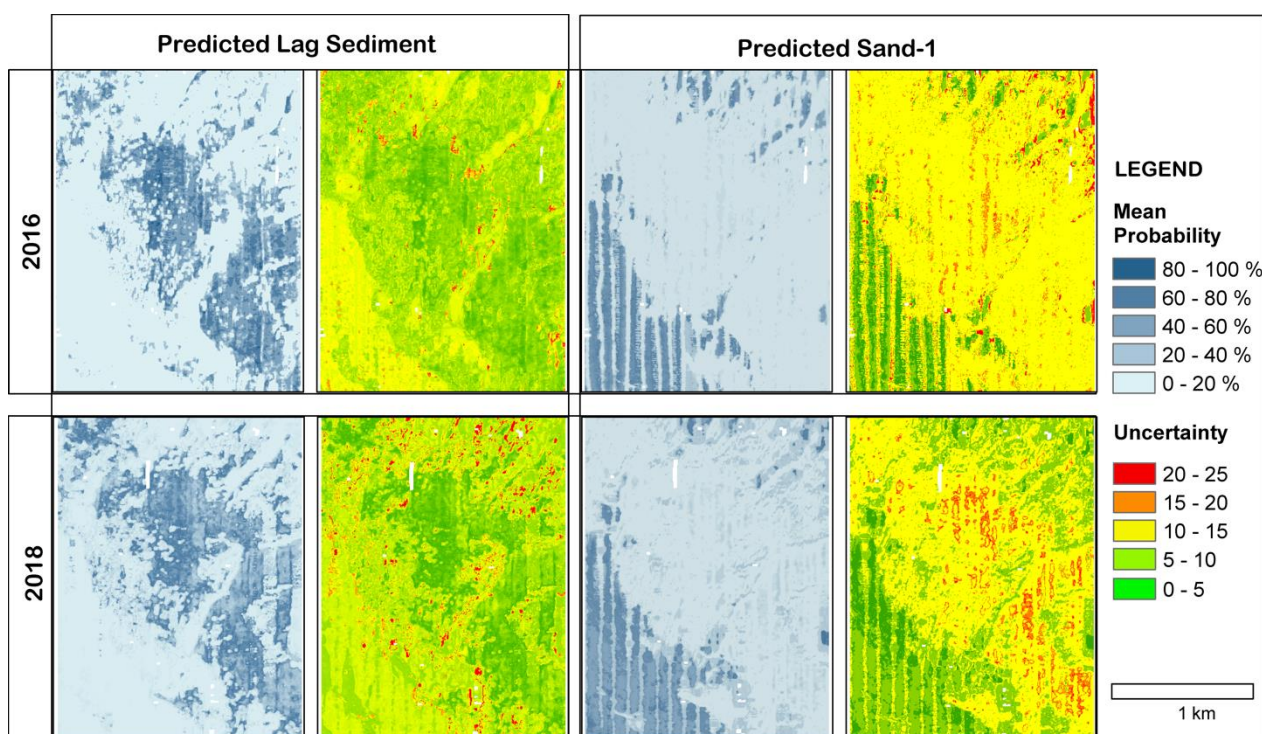 Predicted Lag Sediment
Predicted Sand-1
2016
2018
LEGEND
Mean
Probability
80 - 100 %
60 - 80 %
40 - 60 %
20 - 40 %
0 - 20 %
Uncertainty
20 - 25
15 - 20
10 - 15
5 - 10
0 - 5
1 km